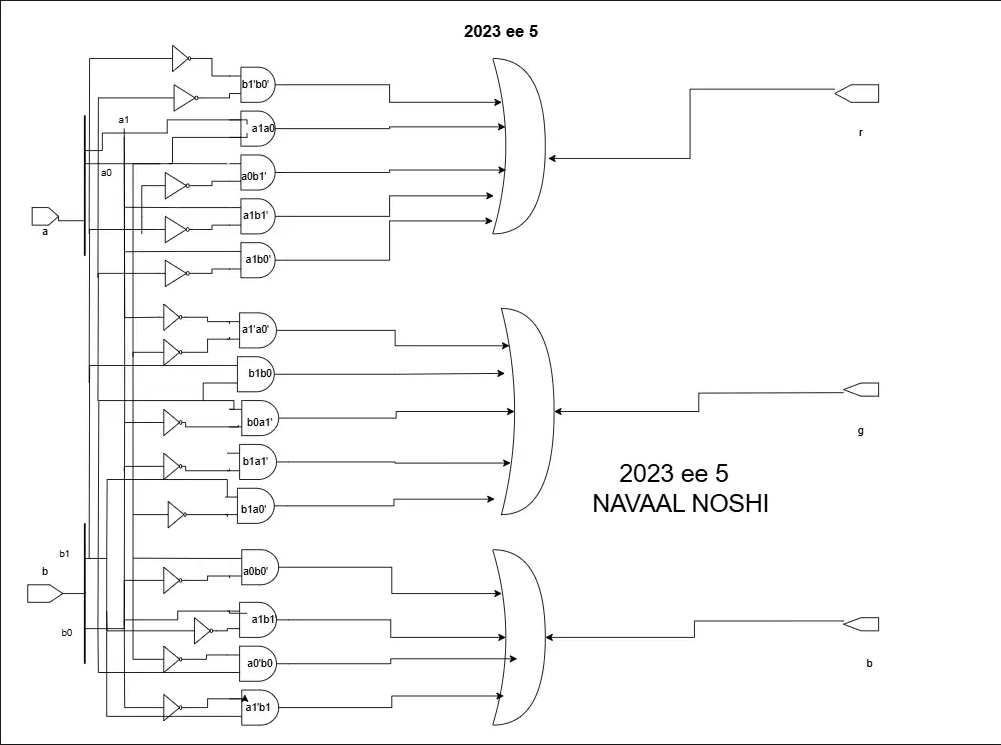 2023 ee 5
b1'b0'
a1
a1a0
r
a0
a0b1'
a1b1'
a
a1b0'
a1'a0'
b1b0
b0a1'
g
b1a1'
2023 ee 5
NAVAAL NOSHI
b1a0'
b1
b
a0b0'
a1b1
b0
a0'b0
b
a1'b1